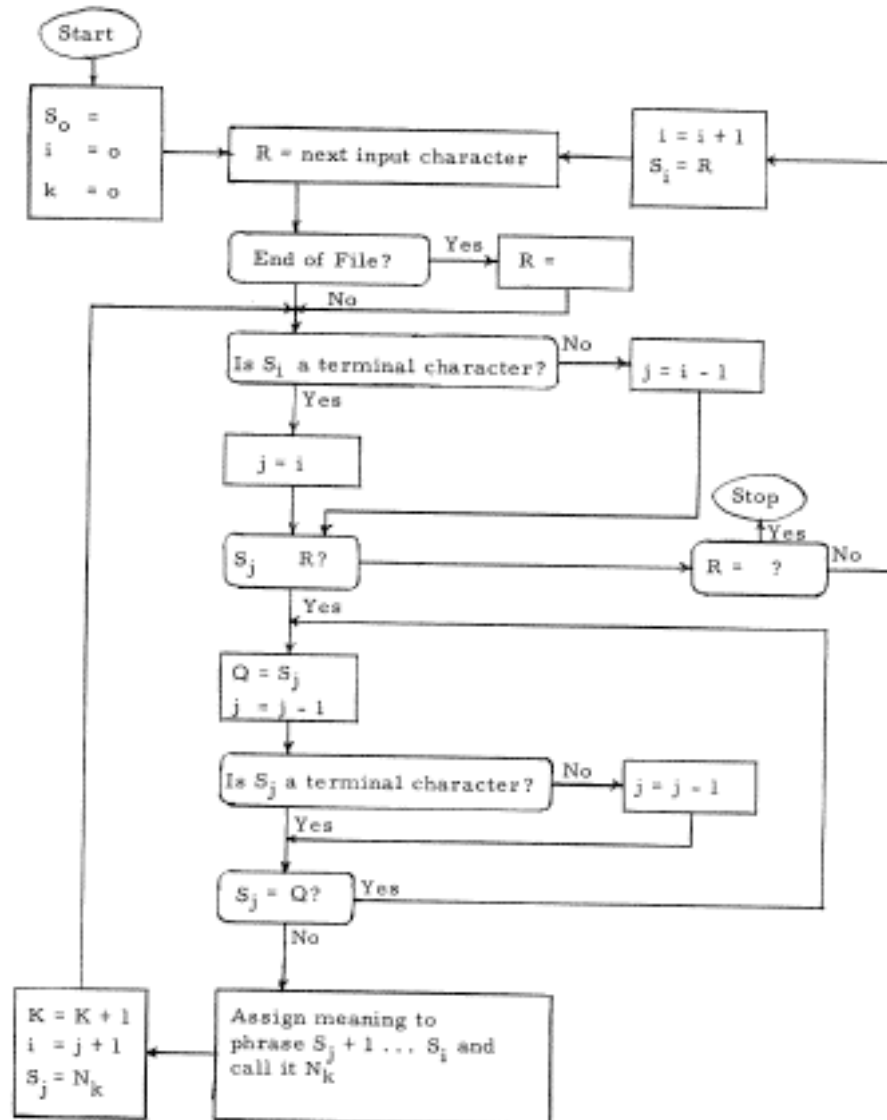 Start
S₀ =
i = o
k = o
R = next input character
i = i + 1
Sᵢ = R
End of File?
Yes
R =
No
Is Sᵢ a terminal character?
No
j = i - 1
Yes
j = i
Stop
Yes
Sⱼ R?
R = ?
No
Yes
Q = Sⱼ
j = j - 1
Is Sⱼ a terminal character?
No
j = j - 1
Yes
Sⱼ = Q?
Yes
No
K = K + 1
i = j + 1
Sⱼ = Nₖ
Assign meaning to
phrase Sⱼ + 1 ... Sᵢ and
call it Nₖ